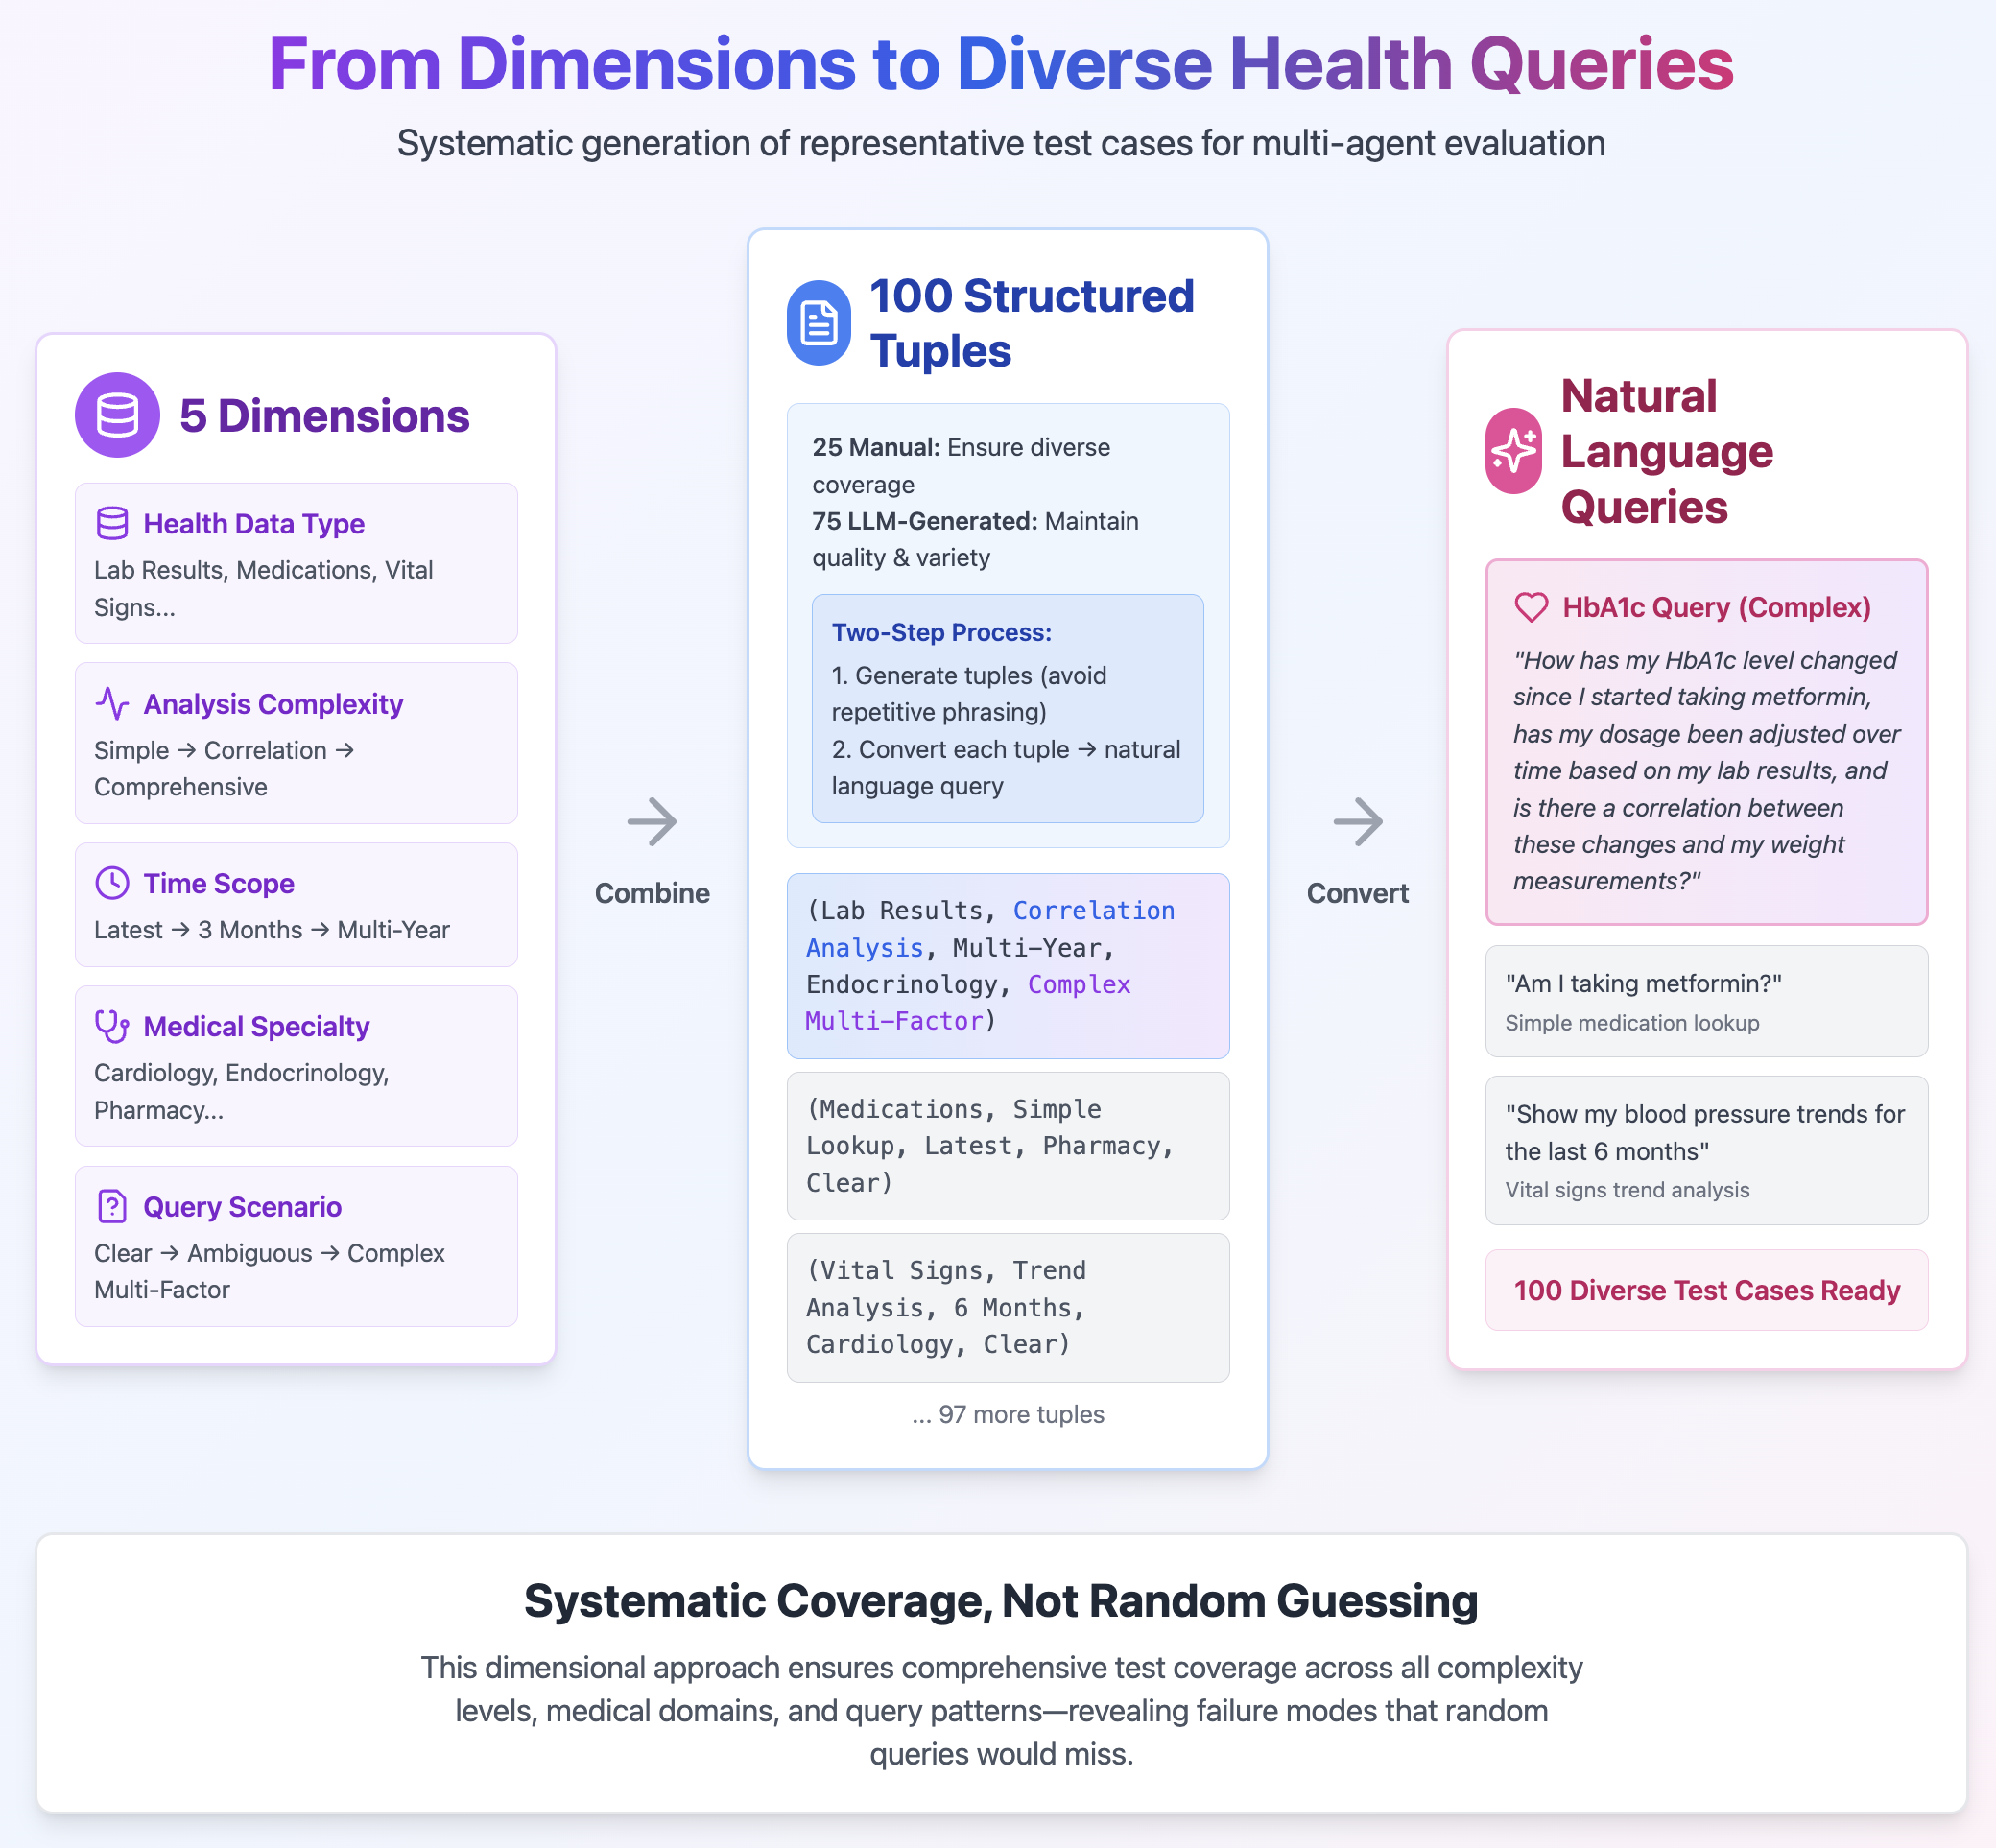 From Dimensions to Diverse Health Queries
Systematic generation of representative test cases for multi-agent evaluation
5 Dimensions
Health Data Type
Lab Results, Medications, Vital
Signs...
Analysis Complexity
Simple → Correlation →
Comprehensive
Time Scope
Latest → 3 Months → Multi-Year
Medical Specialty
Cardiology, Endocrinology,
Pharmacy...
Query Scenario
Clear → Ambiguous → Complex
Multi-Factor
Combine
100 Structured
Tuples
25 Manual: Ensure diverse
coverage
75 LLM-Generated: Maintain
quality & variety
Two-Step Process:
1. Generate tuples (avoid
repetitive phrasing)
2. Convert each tuple → natural
language query
(Lab Results, Correlation
Analysis, Multi-Year,
Endocrinology, Complex
Multi-Factor)
(Medications, Simple
Lookup, Latest, Pharmacy,
Clear)
(Vital Signs, Trend
Analysis, 6 Months,
Cardiology, Clear)
... 97 more tuples
Convert
Natural
Language
Queries
HbA1c Query (Complex)
"How has my HbA1c level changed
since I started taking metformin,
has my dosage been adjusted over
time based on my lab results, and
is there a correlation between
these changes and my weight
measurements?"
"Am I taking metformin?"
Simple medication lookup
"Show my blood pressure trends for
the last 6 months"
Vital signs trend analysis
100 Diverse Test Cases Ready
Systematic Coverage, Not Random Guessing
This dimensional approach ensures comprehensive test coverage across all complexity
levels, medical domains, and query patterns—revealing failure modes that random
queries would miss.